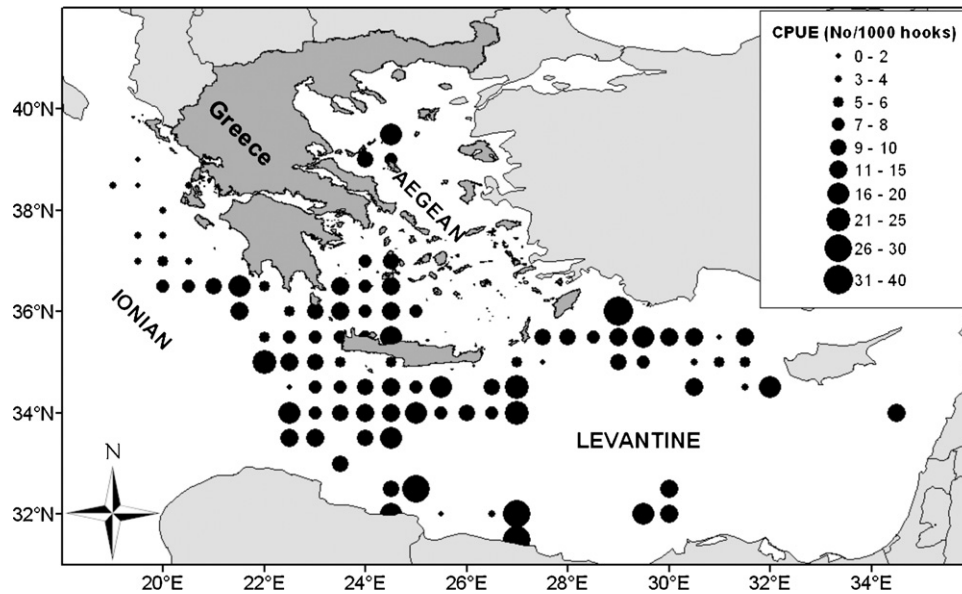 CPUE (No/1000 hooks)
0 - 2
3 - 4
5 - 6
7 - 8
9 - 10
11 - 15
16 - 20
21 - 25
26 - 30
31 - 40
40°N
38°N
36°N
34°N
32°N
Greece
AEGEAN
IONIAN
LEVANTINE
N
20°E
22°E
24°E
26°E
28°E
30°E
32°E
34°E